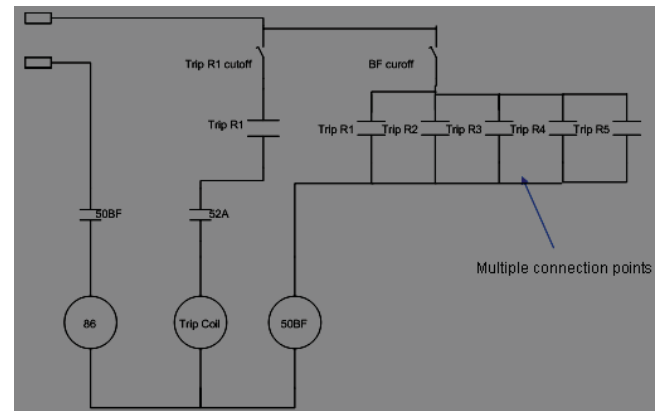 Trip R1 cutoff
BF curoff
Trip R1
Trip R1
Trip R2
Trip R3
Trip R4
Trip R5
50BF
52A
Multiple connection points
86
Trip Coil
50BF